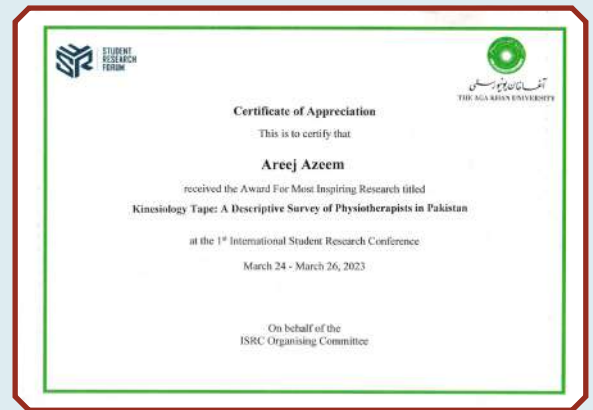 STUDENT
RESEARCH
FORUM
آغا خان یونیورسٹی
THE AGA KHAN UNIVERSITY
Certificate of Appreciation
This is to certify that
Areej Azeem
received the Award For Most Inspiring Research titled
Kinesiology Tape: A Descriptive Survey of Physiotherapists in Pakistan
at the 1st International Student Research Conference
March 24 - March 26, 2023
On behalf of the
ISRC Organising Committee